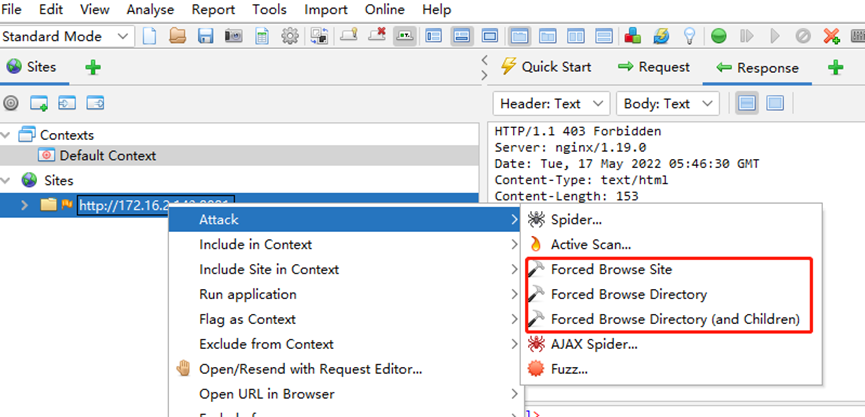 File Edit View Analyse Report Tools Import Online Help
Standard Mode
Sites
Quick Start Request Response
Header: Text Body: Text
Contexts
Default Context
Sites
HTTP/1.1 403 Forbidden
Server: nginx/1.19.0
Date: Tue, 17 May 2022 05:46:30 GMT
Content-Type: text/html
Content-Length: 153
http://172.16.2
Attack
Include in Context
Include Site in Context
Run application
Flag as Context
Exclude from Context
Open/Resend with Request Editor...
Open URL in Browser
Spider...
Active Scan...
Forced Browse Site
Forced Browse Directory
Forced Browse Directory (and Children)
AJAX Spider...
Fuzz...